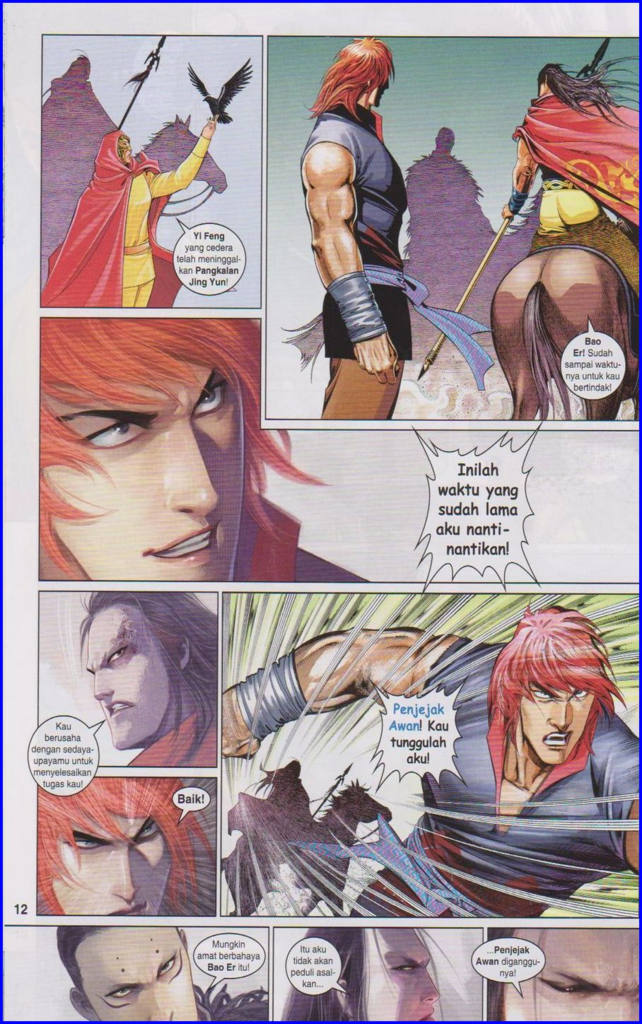 Yi Feng
yang cedera
telah meninggal-
kan Pangkalan
Jing Yun!
Bao
Er! Sudah
sampai waktu-
nya untuk kau
bertindak!
Inilah
waktu yang
sudah lama
aku nanti-
nantikan!
Kau
berusaha
dengan sedaya-
upayamu untuk
menyelesaikan
tugas kau!
Baik!
Penjejak
Awan! Kau
tunggulah
aku!
12
Mungkin
amat berbahaya
Bao Er itu!
Itu aku
tidak akan
peduli asal-
kan...
...Penjejak
Awan diganggu-
nya!